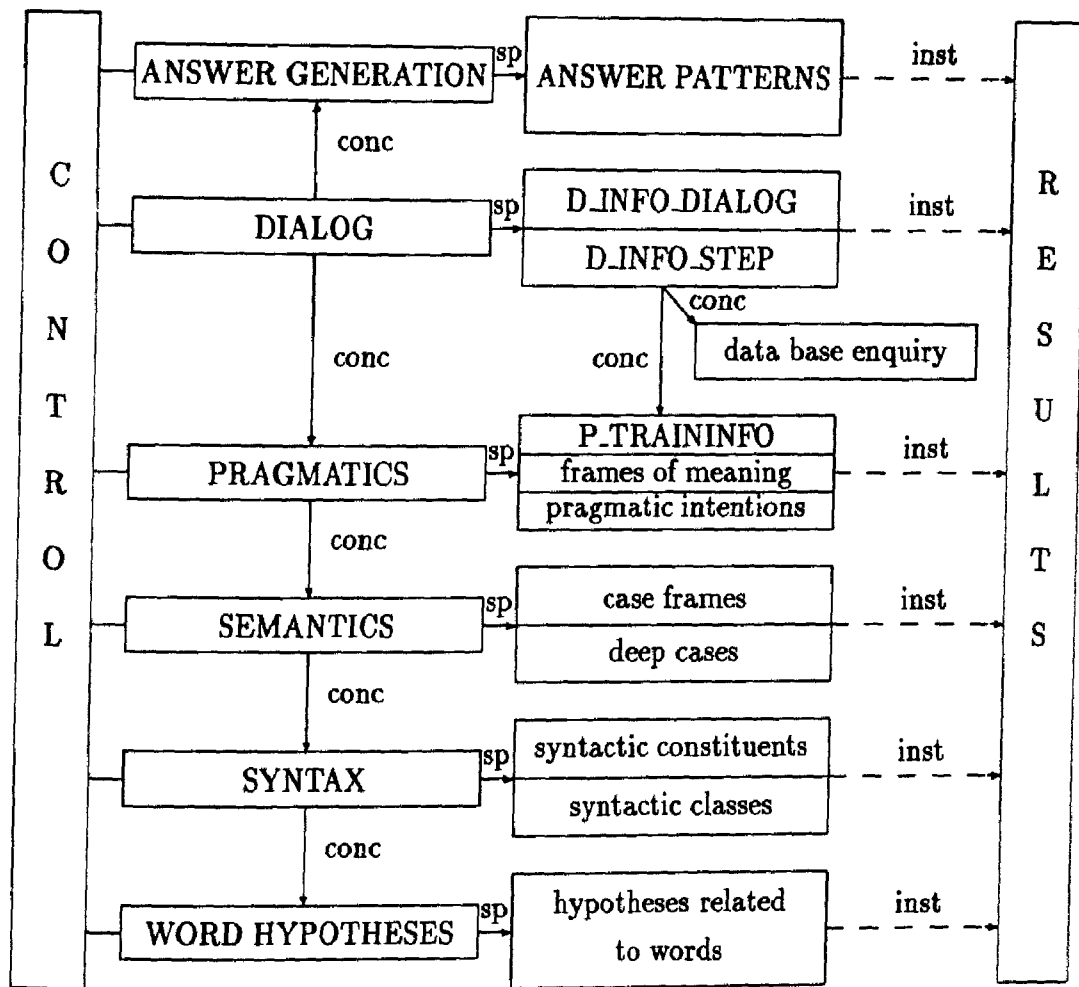 CONTROL
ANSWER GENERATION
sp
ANSWER PATTERNS
inst
conc
DIALOG
sp
D_INFO_DIALOG
D_INFO_STEP
inst
conc
data base enquiry
conc
conc
PRAGMATICS
sp
P_TRAININFO
frames of meaning
pragmatic intentions
inst
conc
SEMANTICS
sp
case frames
deep cases
inst
conc
SYNTAX
sp
syntactic constituents
syntactic classes
inst
conc
WORD HYPOTHESES
sp
hypotheses related
to words
inst
RESULTS